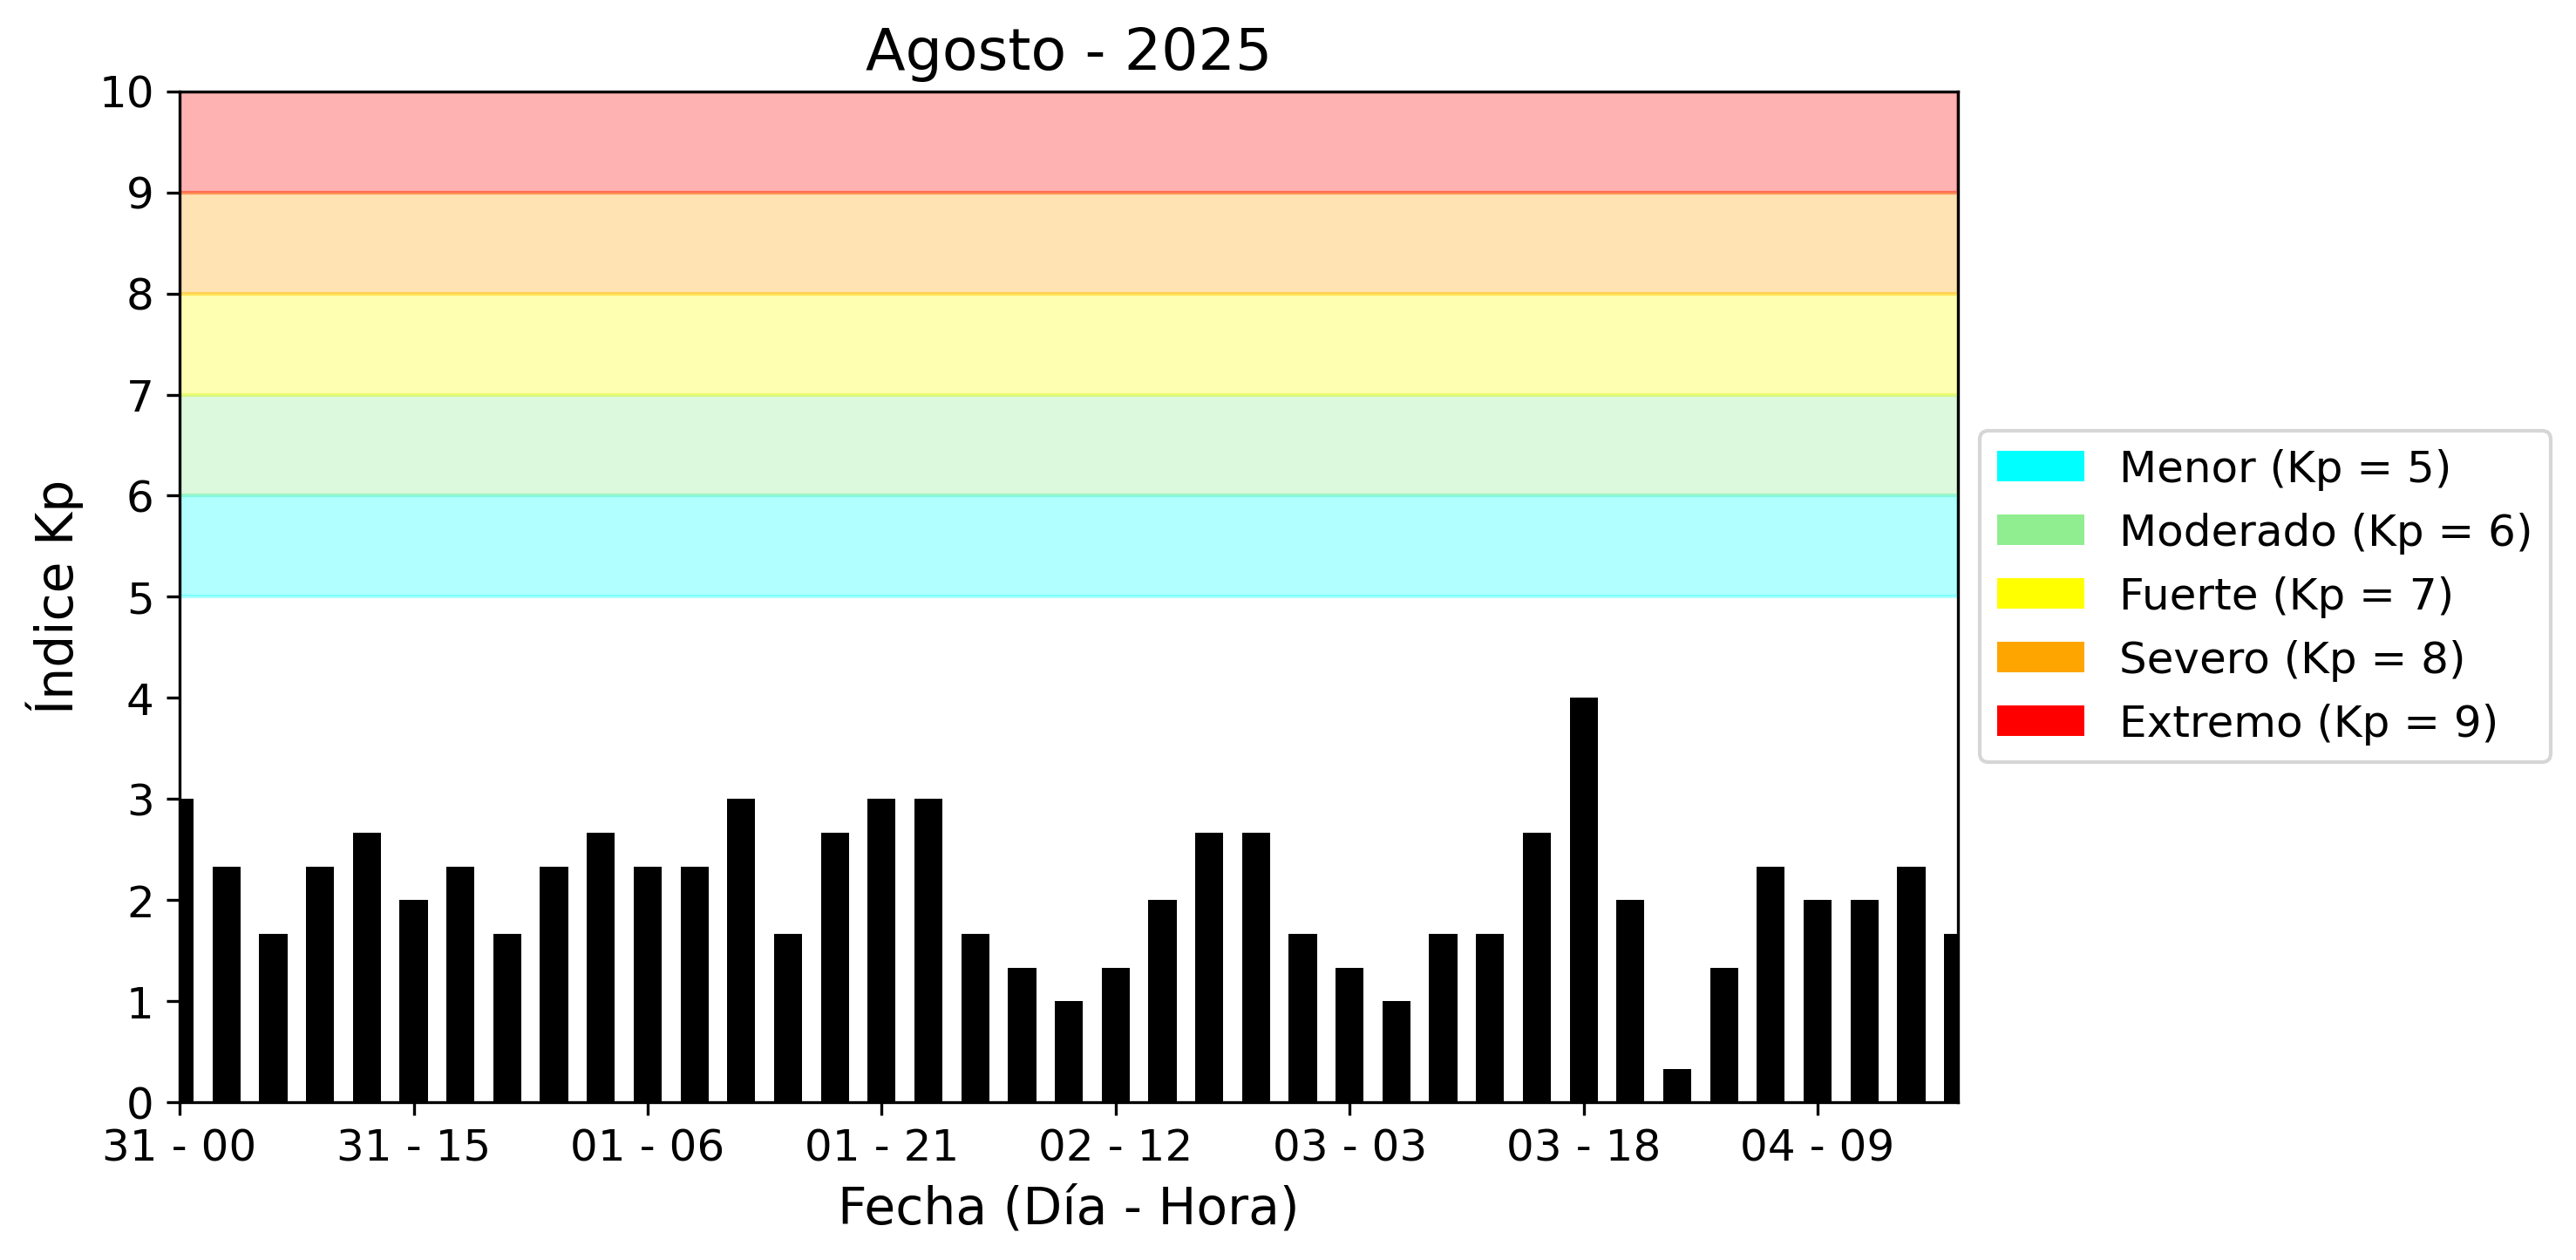 Agosto - 2025
10
9
8
7
6
5
4
3
2
1
0
Índice Kp
31 - 00
31 - 15
01 - 06
01 - 21
02 - 12
03 - 03
03 - 18
04 - 09
Fecha (Día - Hora)
Menor (Kp = 5)
Moderado (Kp = 6)
Fuerte (Kp = 7)
Severo (Kp = 8)
Extremo (Kp = 9)